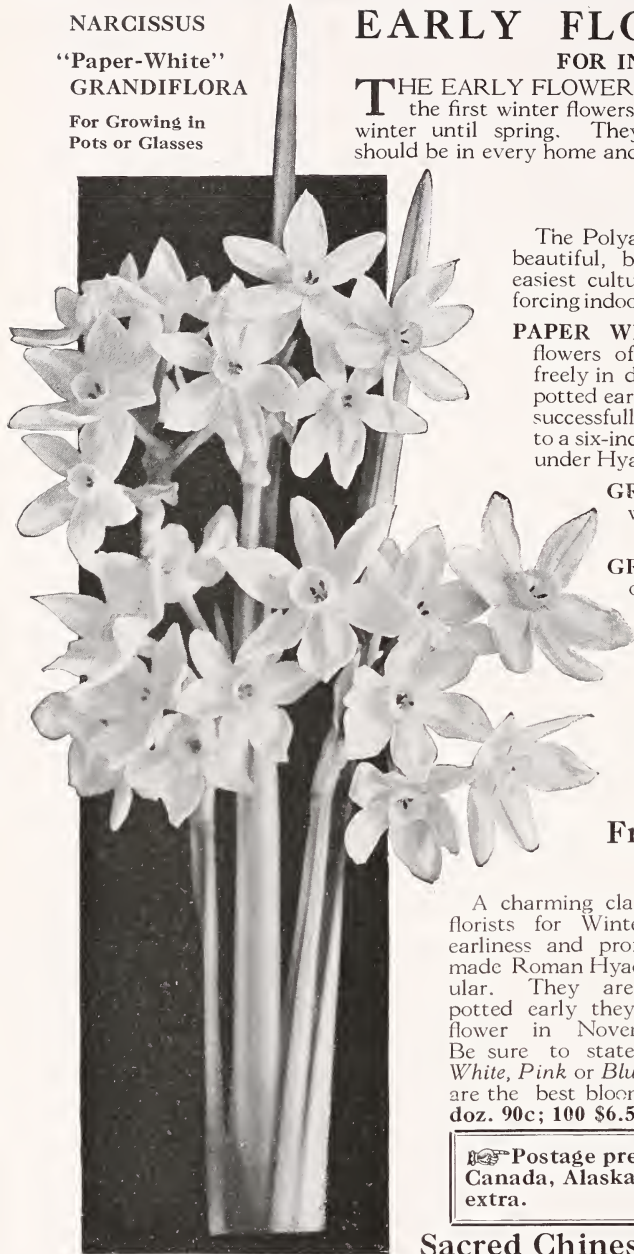 NARCISSUS
“Paper-White”
GRANDIFLORA
For Growing in
Pots or Glasses
EARLY FLO
FOR IN
THE EARLY FLOWER
the first winter flowers
winter until spring. They
should be in every home and
The Polya
beautiful, b
easiest cultu
forcing indoo
PAPER W
flowers of
freely in d
potted ear
successfull
to a six-inc
under Hya
GR
w
GR
o
Fr
A charming cla
florists for Winte
earliness and pro
made Roman Hyac
ular. They are
potted early they
flower in Nover
Be sure to state
White, Pink or Blu
are the best bloon
doz. 90c; 100 $6.5
Postage pre
Canada, Alaska
extra.
Sacred Chines